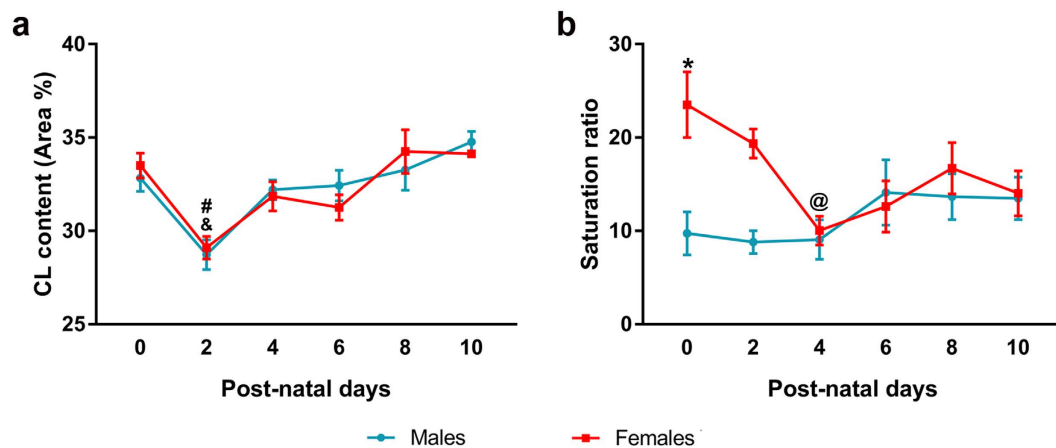 a
CL content (Area %)
40
35
30
25
#
&
0 2 4 6 8 10
Post-natal days
b
Saturation ratio
30
20
10
0
*
@
0 2 4 6 8 10
Post-natal days
Males Females